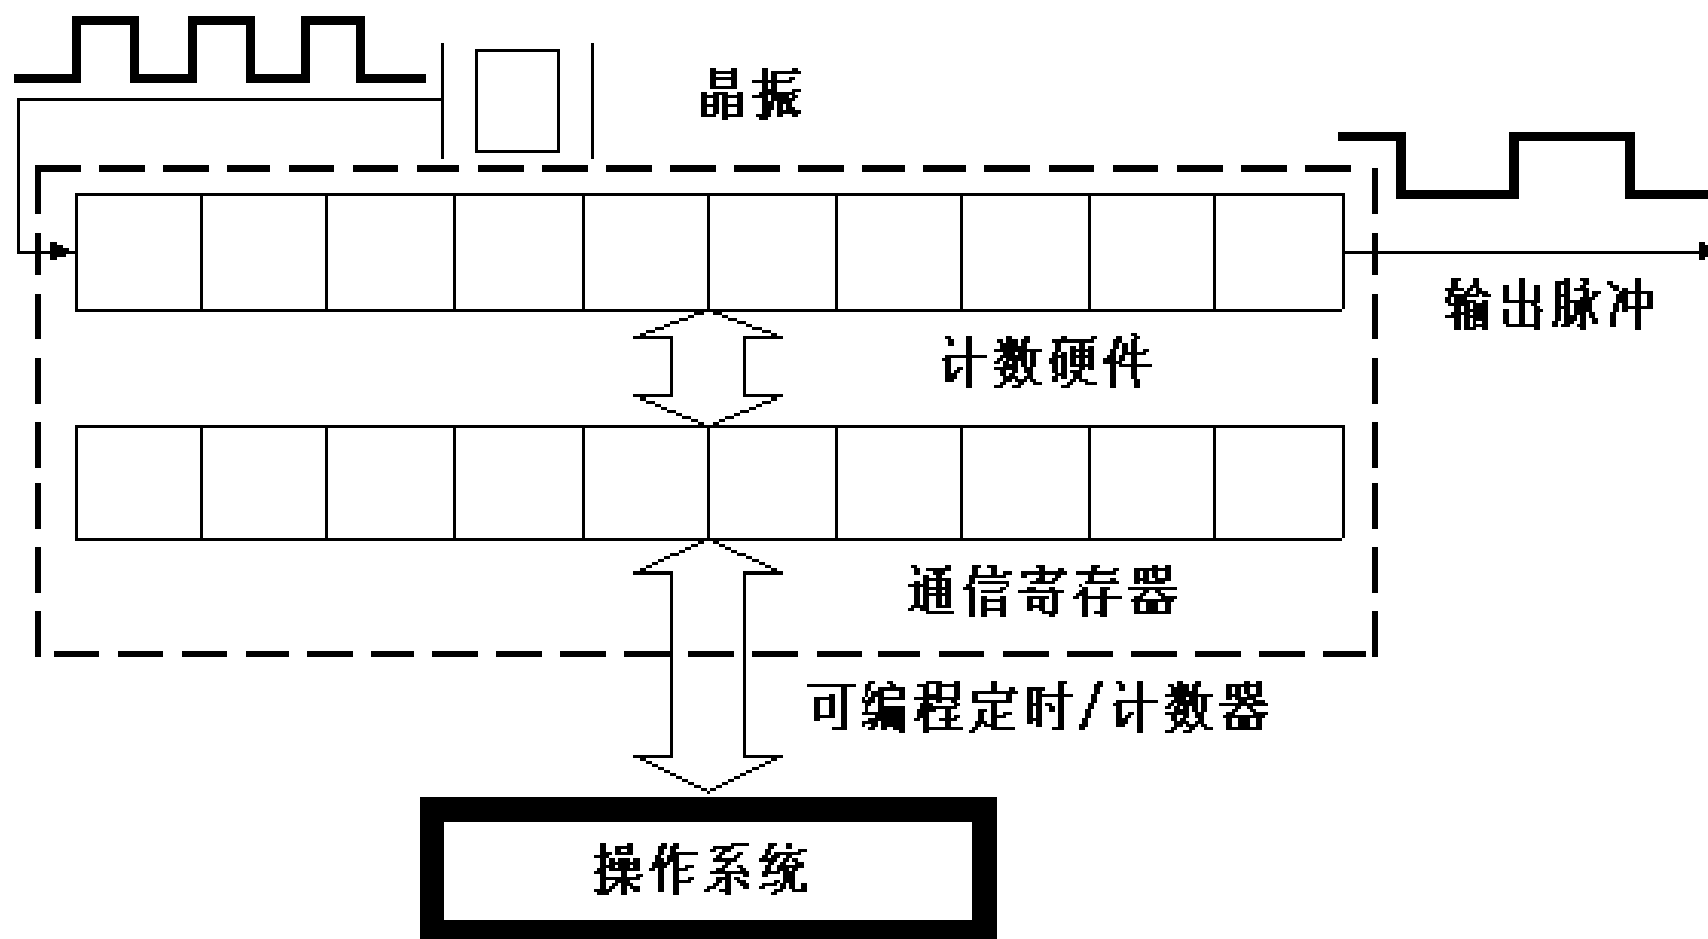 晶振
输出脉冲
计数硬件
通信寄存器
可编程定时/计数器
操作系统